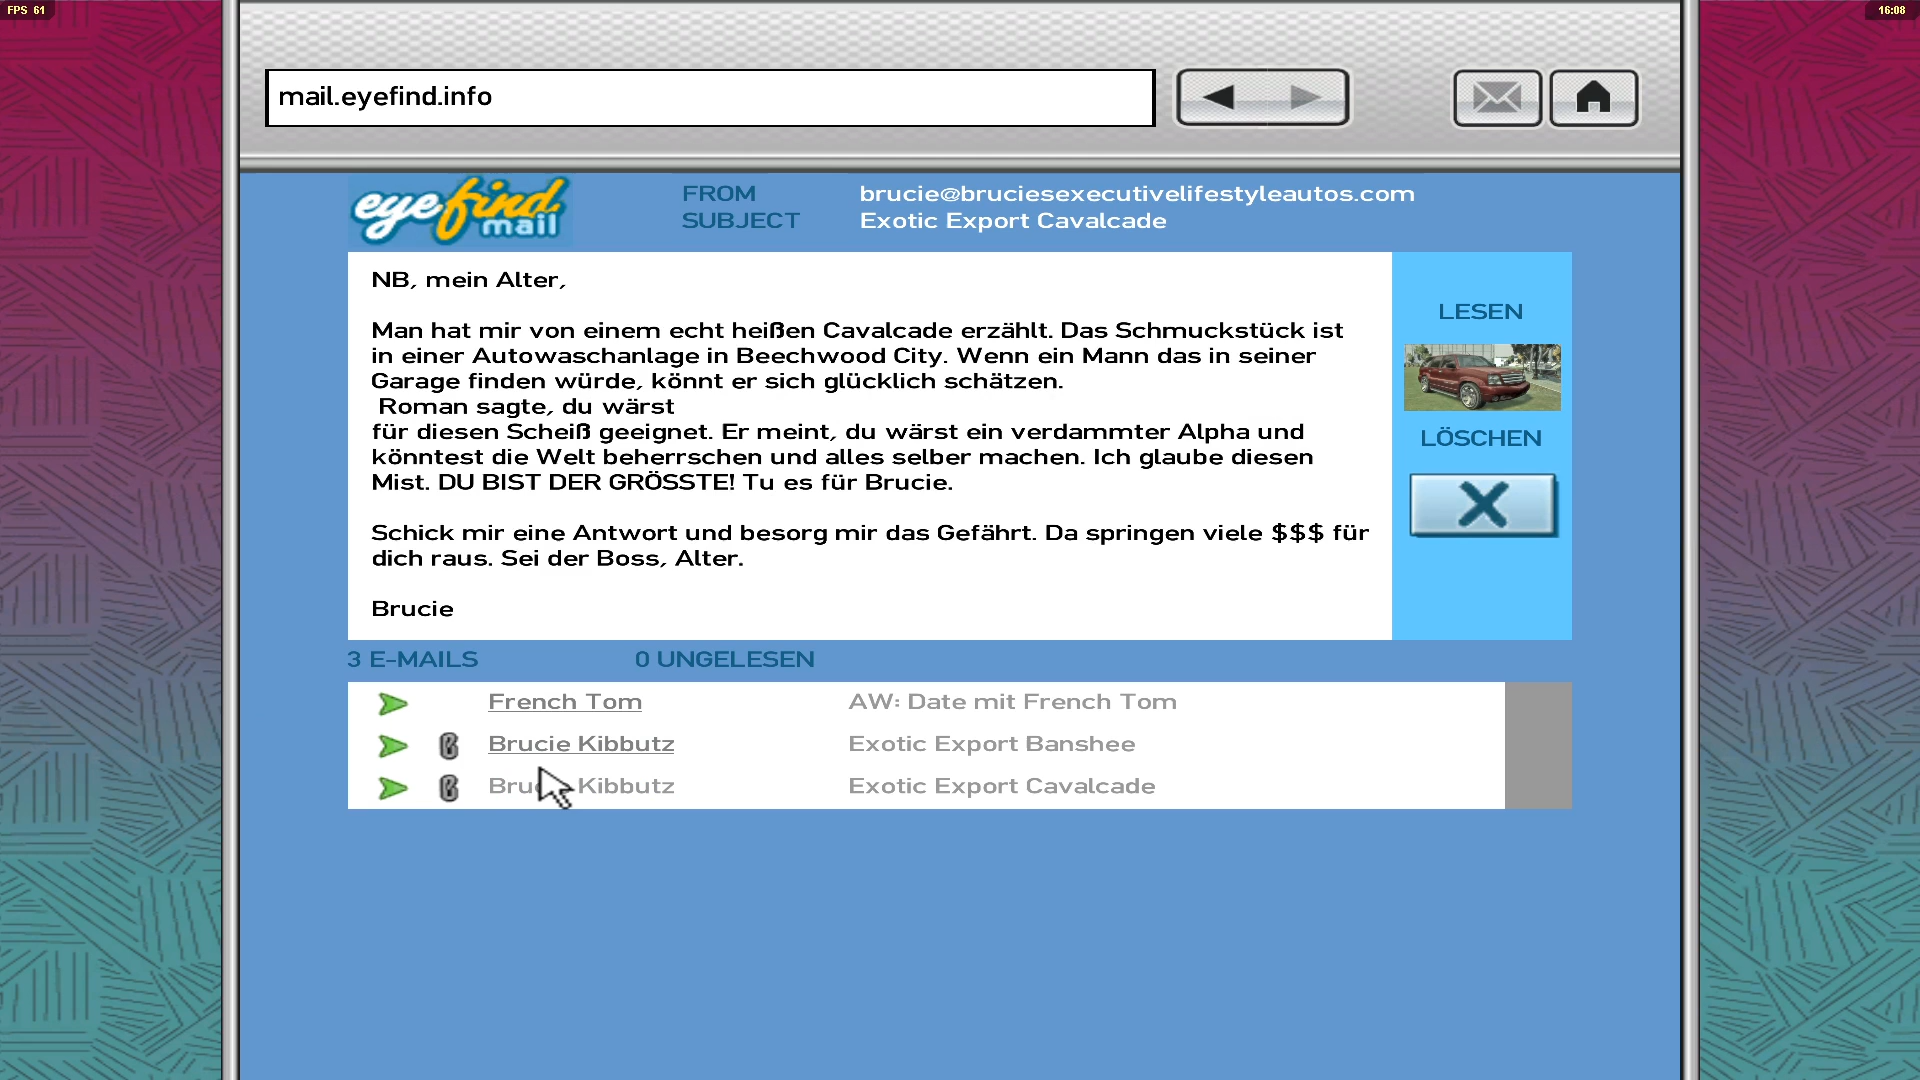 FPS 61
16:08
mail.eyefind.info
eyefind mail
FROM brucie@bruciesexecutivelifestyleautos.com
SUBJECT Exotic Export Cavalcade
NB, mein Alter,
Man hat mir von einem echt heißen Cavalcade erzählt. Das Schmuckstück ist
in einer Autowaschanlage in Beechwood City. Wenn ein Mann das in seiner
Garage finden würde, könnt er sich glücklich schätzen.
Roman sagte, du wärst
für diesen Scheiß geeignet. Er meint, du wärst ein verdammter Alpha und
könntest die Welt beherrschen und alles selber machen. Ich glaube diesen
Mist. DU BIST DER GRÖSSTE! Tu es für Brucie.
Schick mir eine Antwort und besorg mir das Gefährt. Da springen viele $$$ für
dich raus. Sei der Boss, Alter.
Brucie
LESEN
LÖSCHEN
3 E-MAILS 0 UNGELESEN
French Tom AW: Date mit French Tom
Brucie Kibbutz Exotic Export Banshee
Kibbutz Exotic Export Cavalcade